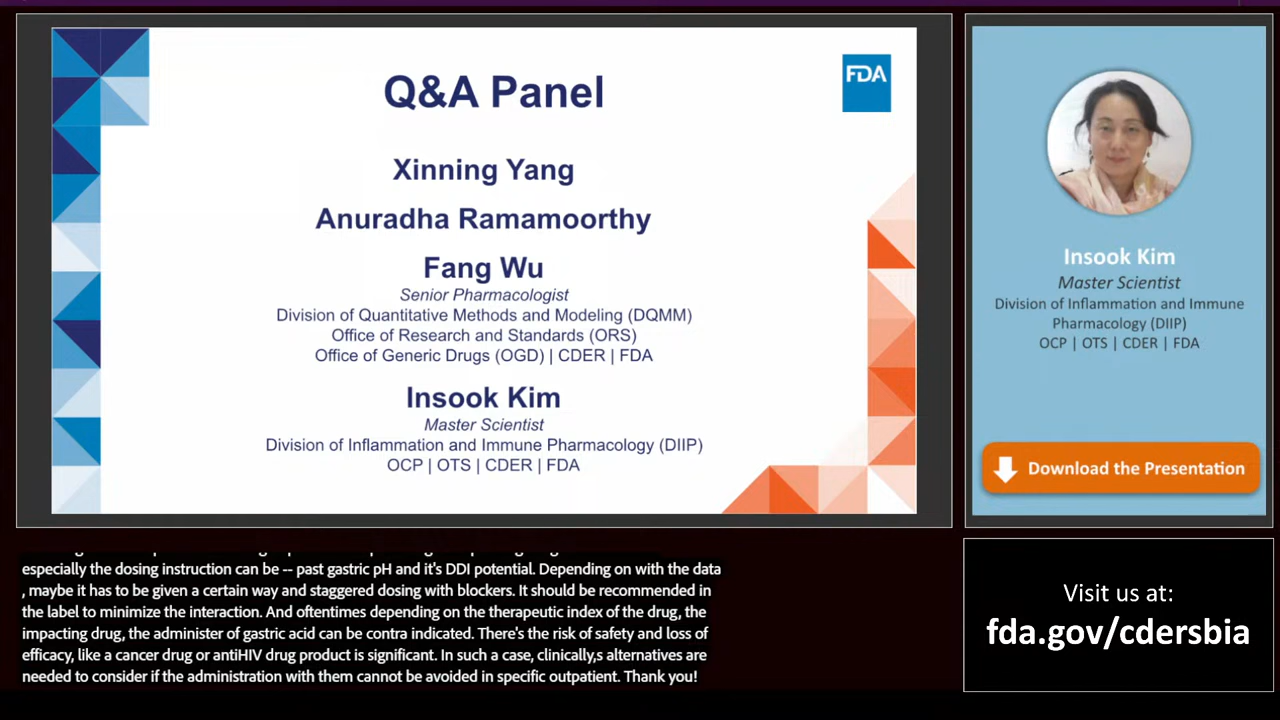 Q&A Panel
FDA
Xinning Yang
Anuradha Ramamoorthy
Fang Wu
Senior Pharmacologist
Division of Quantitative Methods and Modeling (DQMM)
Office of Research and Standards (ORS)
Office of Generic Drugs (OGD) | CDER | FDA
Insook Kim
Master Scientist
Division of Inflammation and Immune Pharmacology (DIIP)
OCP | OTS | CDER | FDA
Insook Kim
Master Scientist
Division of Inflammation and Immune
Pharmacology (DIIP)
OCP | OTS | CDER | FDA
Download the Presentation
especially the dosing instruction can be -- past gastric pH and it's DDI potential. Depending on with the data
, maybe it has to be given a certain way and staggered dosing with blockers. It should be recommended in
the label to minimize the interaction. And oftentimes depending on the therapeutic index of the drug, the
impacting drug, the administer of gastric acid can be contra indicated. There's the risk of safety and loss of
efficacy, like a cancer drug or antiHIV drug product is significant. In such a case, clinically,s alternatives are
needed to consider if the administration with them cannot be avoided in specific outpatient. Thank you!
Visit us at:
fda.gov/cdersbia